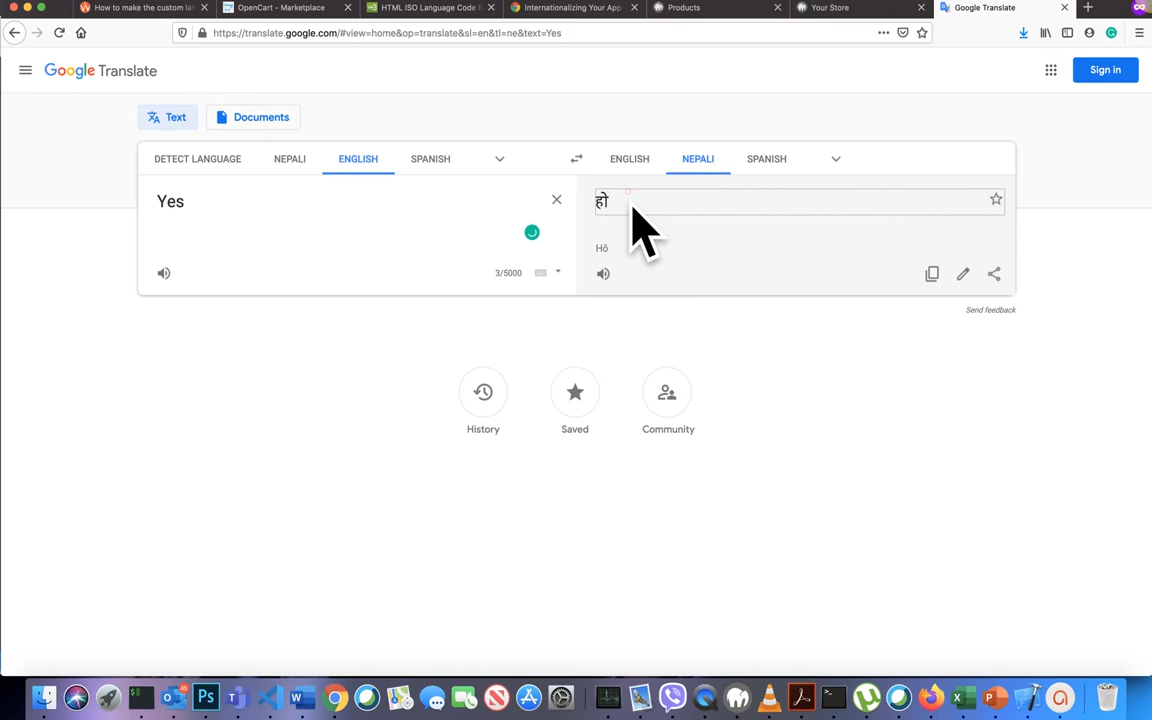 How to make the custom lan
OpenCart - Marketplace
HTML ISO Language Code R
Internationalizing Your App
Products
Your Store
Google Translate
https://translate.google.com/#view=home&op=translate&sl=en&tl=ne&text=Yes
Google Translate
Sign in
Text
Documents
DETECT LANGUAGE NEPALI ENGLISH SPANISH
ENGLISH NEPALI SPANISH
Yes
हो
Hō
3/5000
Send feedback
History
Saved
Community